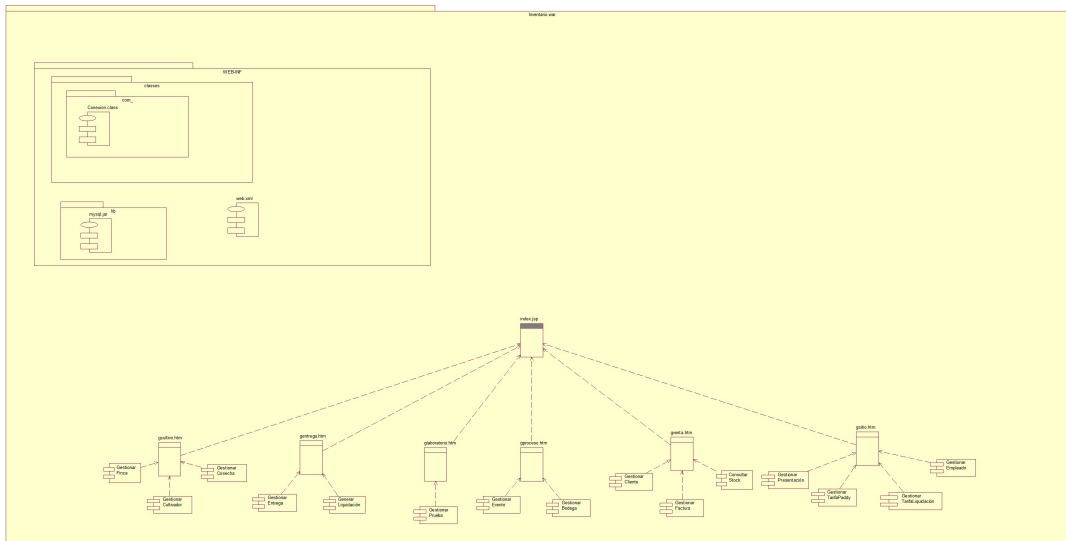 Inventario.war
WEB-INF
classes
com_
Conexion.class
lib
mysql.jar
web.xml
index.jsp
gcultivo.htm
gentrega.htm
glaboratorio.htm
gproceso.htm
gventa.htm
gsitio.htm
Gestionar
Finca
Gestionar
Cosecha
Gestionar
Cultivador
Gestionar
Entrega
Generar
Liquidación
Gestionar
Prueba
Gestionar
Evento
Gestionar
Bodega
Gestionar
Cliente
Gestionar
Factura
Consultar
Stock
Gestionar
Presentación
Gestionar
TarifaPaddy
Gestionar
TarifaLiquidación
Gestionar
Empleado